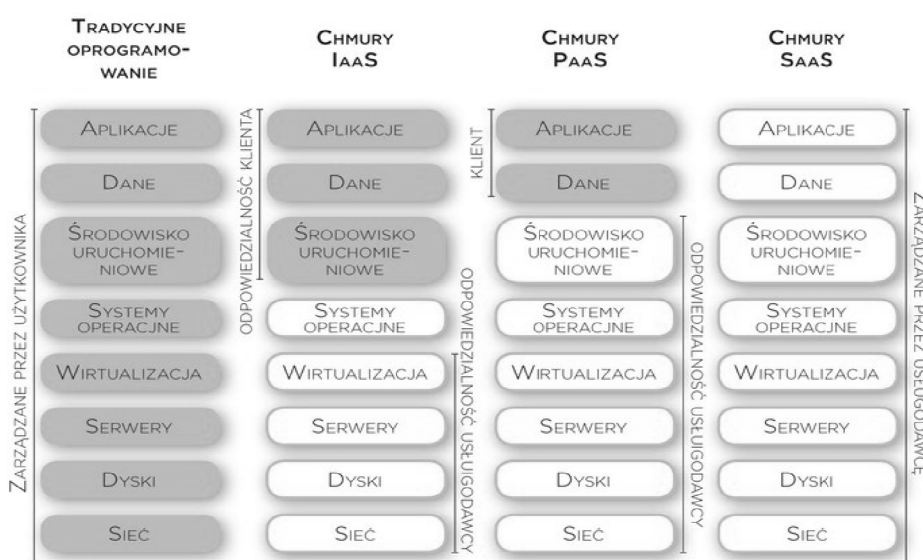 TRADYCYJNE
OPROGRAMO-
WANIE
CHMURY
IAAS
CHMURY
PAAS
CHMURY
SAAS
ZARZĄDZANE PRZEZ UŻYTKOWNIKA
APLIKACJE
DANE
ŚRODOWISKO
URUCHOMIE-
NIOWE
SYSTEMY
OPERACYJNE
WIRTUALIZACJA
SERWERY
DYSKI
SIEĆ
ODPOWIEDZIALNOŚĆ KLIENTA
APLIKACJE
DANE
ŚRODOWISKO
URUCHOMIE-
NIOWE
SYSTEMY
OPERACYJNE
WIRTUALIZACJA
SERWERY
DYSKI
SIEĆ
ODPOWIEDZIALNOŚĆ USŁUIGODAWCY
KLIENT
APLIKACJE
DANE
ŚRODOWISKO
URUCHOMIE-
NIOWE
SYSTEMY
OPERACYJNE
WIRTUALIZACJA
SERWERY
DYSKI
SIEĆ
ODPOWIEDZIALNOŚĆ USŁUIGODAWCY
APLIKACJE
DANE
ŚRODOWISKO
URUCHOMIE-
NIOWE
SYSTEMY
OPERACYJNE
WIRTUALIZACJA
SERWERY
DYSKI
SIEĆ
ZARZĄDZANE PRZEZ USŁUGODAWCĘ